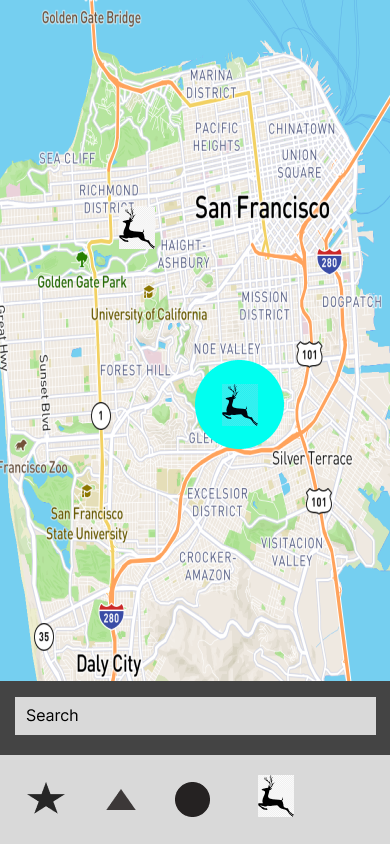 Golden Gate Bridge
MARINA
DISTRICT
PACIFIC
HEIGHTS
CHINATOWN
UNION
SQUARE
SEA CLIFF
RICHMOND
DISTRICT
San Francisco
HAIGHT-
ASHBURY
280
Golden Gate Park
University of California
MISSION
DISTRICT
DOGPATCH
Great Hwy
NOE VALLEY
101
FOREST HILL
Sunset Blvd
1
GLE
Silver Terrace
Francisco Zoo
EXCELSIOR
DISTRICT
101
San Francisco
State University
VISITACION
VALLEY
CROCKER-
AMAZON
280
35
Daly City
Search